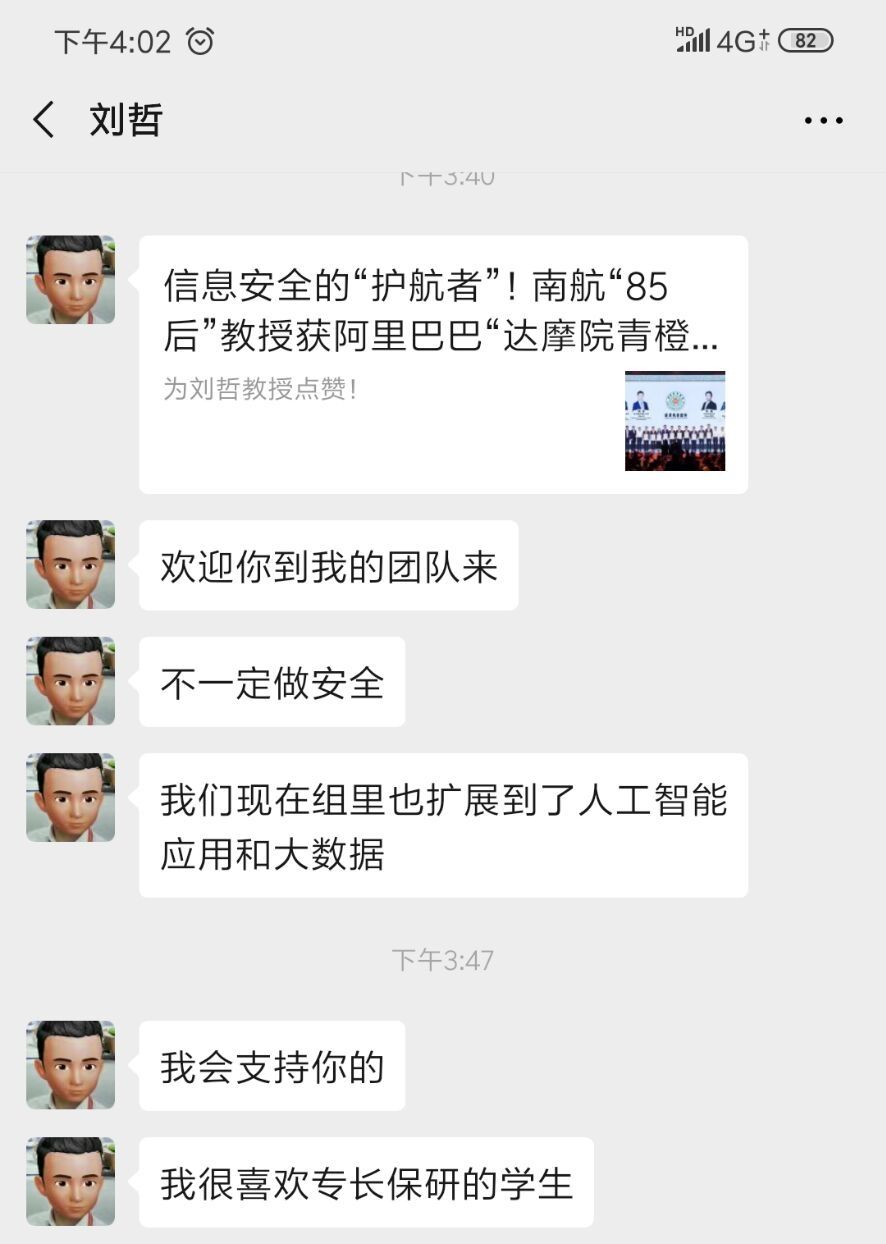 下午4:02
HD 4G+ 82
刘哲
下午3:40
信息安全的“护航者”！南航“85
后”教授获阿里巴巴“达摩院青橙...
为刘哲教授点赞！
欢迎你到我的团队来
不一定做安全
我们现在组里也扩展到了人工智能
应用和大数据
下午3:47
我会支持你的
我很喜欢专长保研的学生